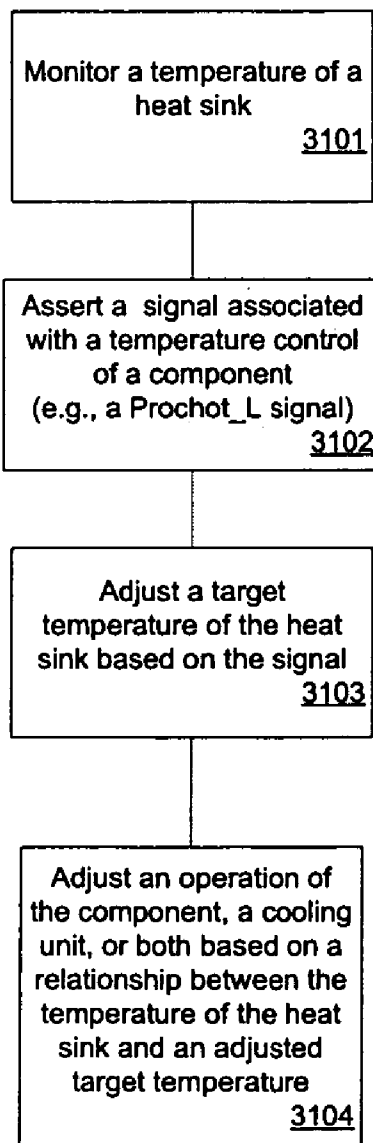 Monitor a temperature of a
heat sink
3101
Assert a signal associated
with a temperature control
of a component
(e.g., a Prochot_L signal)
3102
Adjust a target
temperature of the heat
sink based on the signal
3103
Adjust an operation of
the component, a cooling
unit, or both based on a
relationship between the
temperature of the heat
sink and an adjusted
target temperature
3104